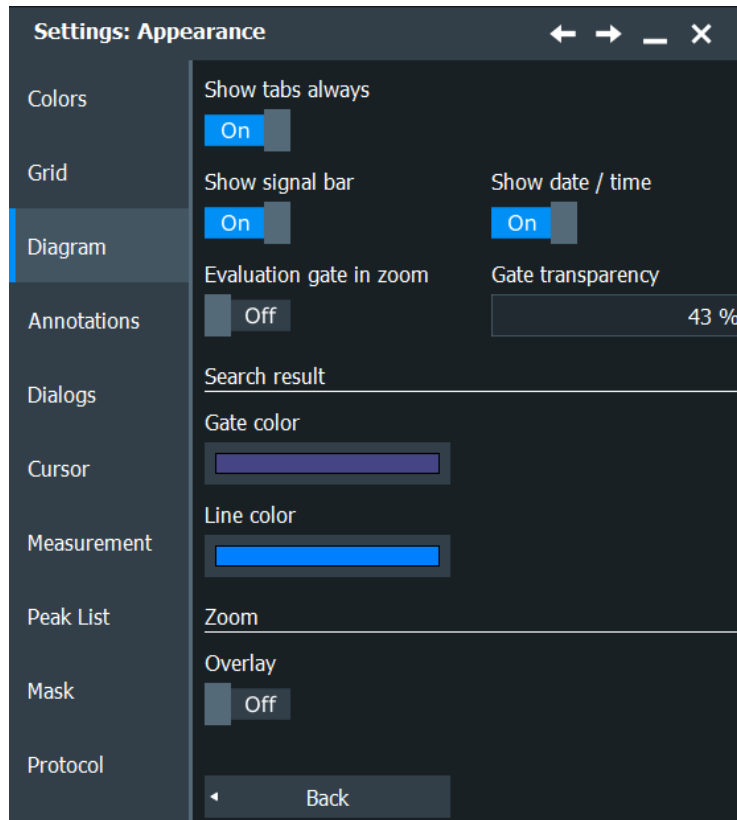 Settings: Appearance
Colors
Grid
Diagram
Annotations
Dialogs
Cursor
Measurement
Peak List
Mask
Protocol
Show tabs always
On
Show signal bar
Show date / time
On
On
Evaluation gate in zoom
Gate transparency
Off
43 %
Search result
Gate color
Line color
Zoom
Overlay
Off
Back